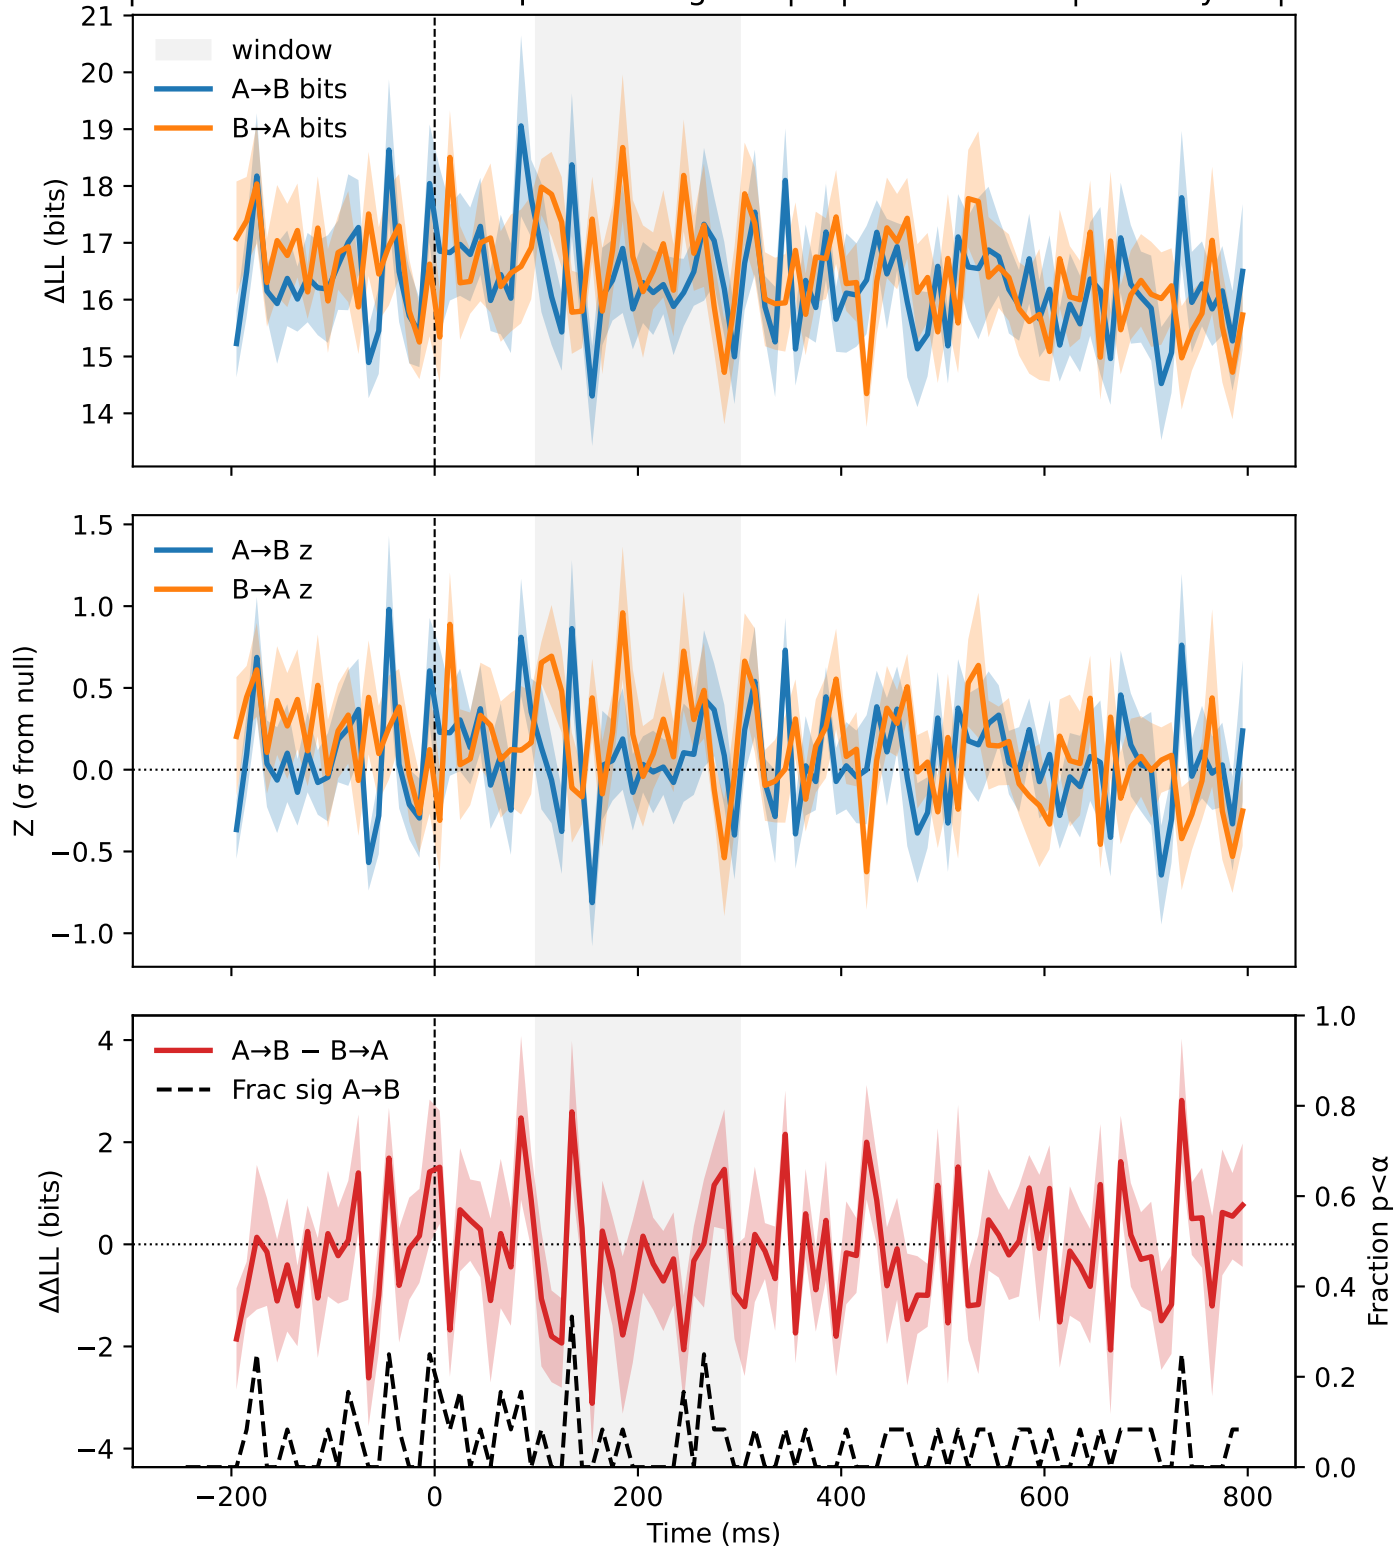 21
window
20
A→B bits
19
B→A bits
18
ΔLL (bits)
17
16
15
14
1.5
A→B z
B→A z
1.0
0.5
Z (σ from null)
0.0
−0.5
−1.0
1.0
4
A→B − B→A
Frac sig A→B
0.8
2
ΔΔLL (bits)
0.6
Fraction p<α
0
0.4
−2
0.2
−4
0.0
−200 0 200 400 600 800
Time (ms)